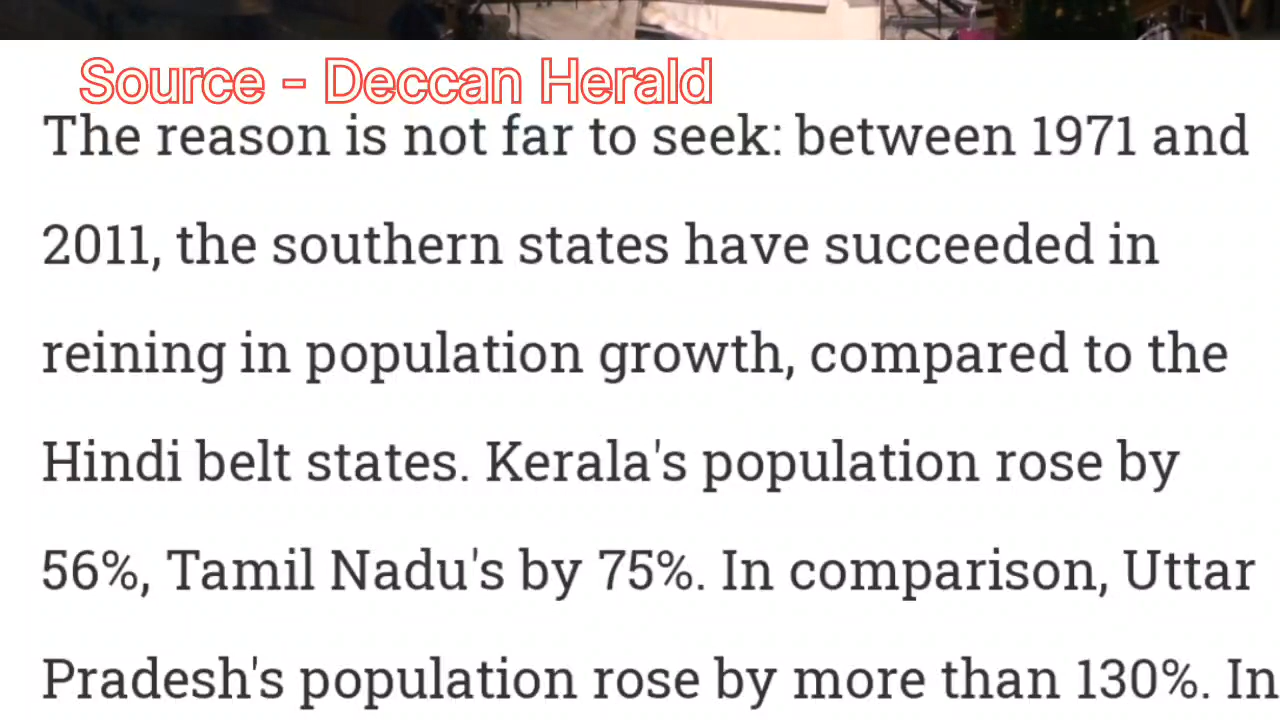 Source - Deccan Herald
The reason is not far to seek: between 1971 and
2011, the southern states have succeeded in
reining in population growth, compared to the
Hindi belt states. Kerala's population rose by
56%, Tamil Nadu's by 75%. In comparison, Uttar
Pradesh's population rose by more than 130%. In